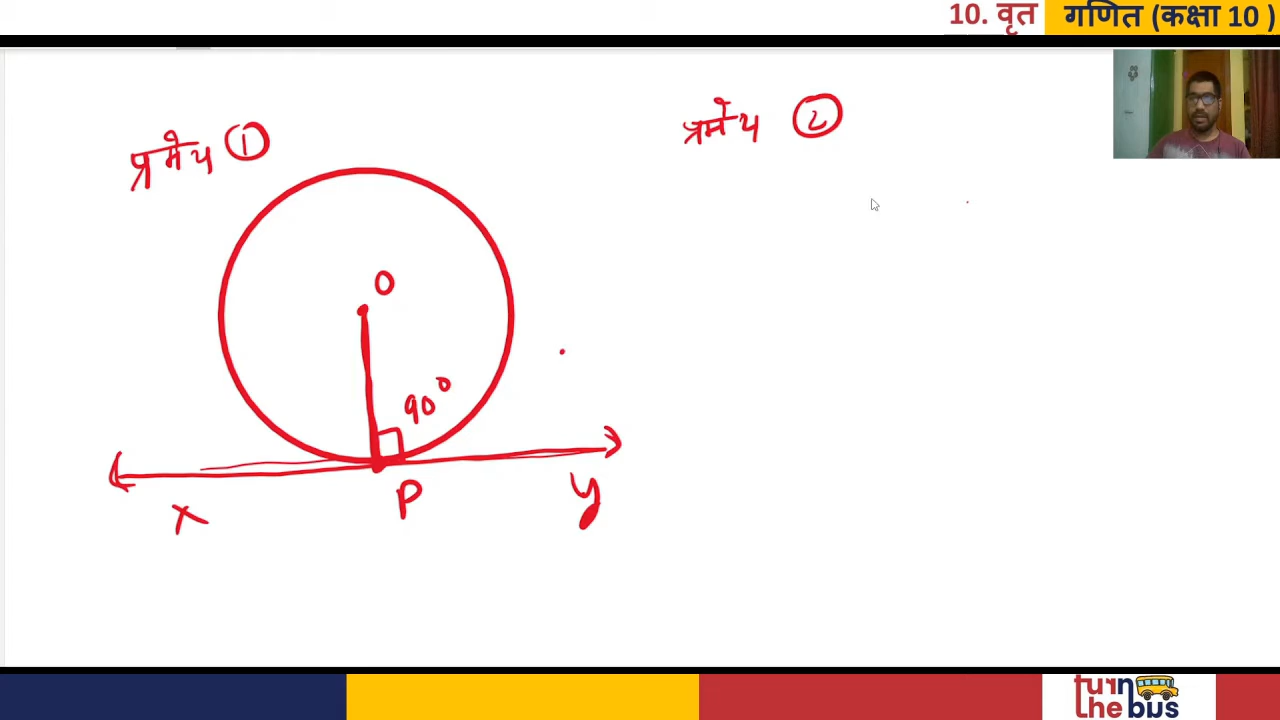 10. वृत गणित (कक्षा 10 )
प्रमेय 1
प्रमेय 2
O
90°
P
x
y
turn
the bus